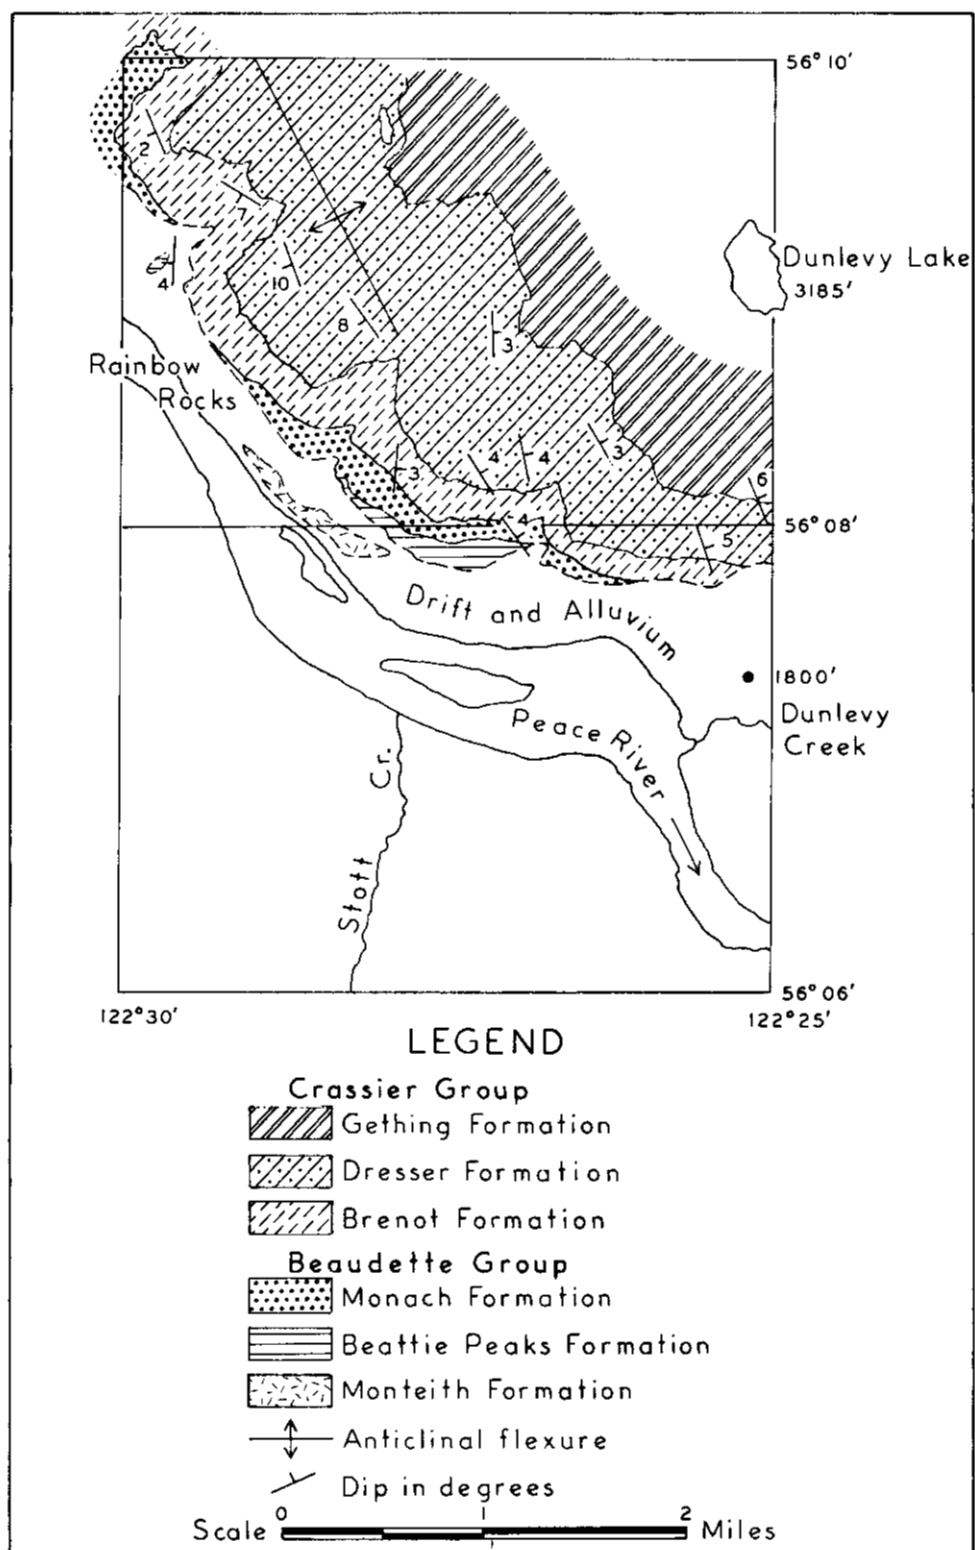 56° 10'
2
7
4
10
8
3
Dunlevy Lake
3185'
Rainbow
Rocks
3
4
4
3
6
4
5
56° 08'
Drift and Alluvium
1800'
Dunlevy
Creek
Peace River
Stott Cr.
56° 06'
122° 30'
122° 25'
LEGEND
Crassier Group
Gething Formation
Dresser Formation
Brenot Formation
Beaudette Group
Monach Formation
Beattie Peaks Formation
Monteith Formation
Anticlinal flexure
Dip in degrees
0 1 2
Scale Miles